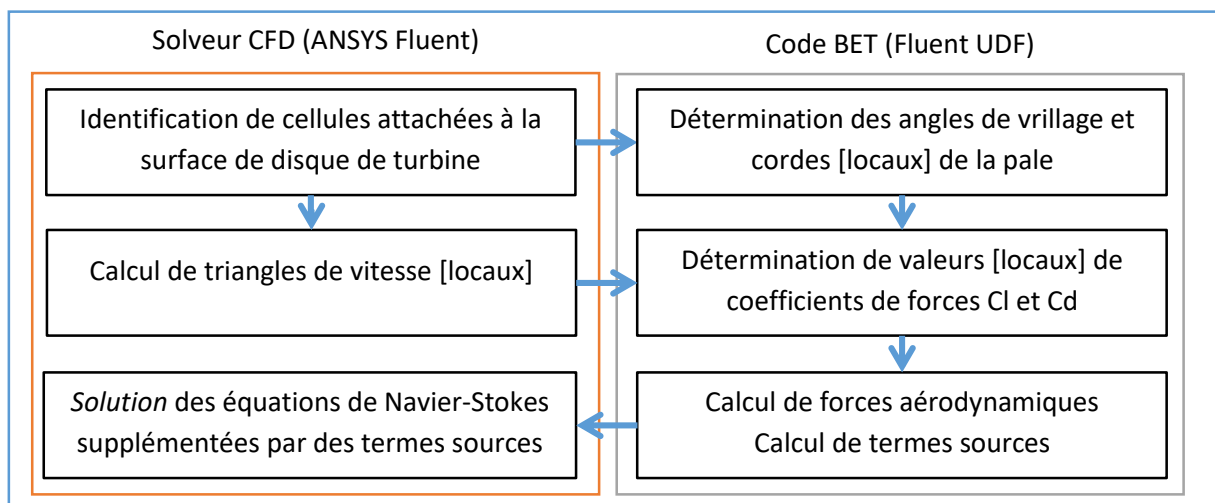 Solveur CFD (ANSYS Fluent)
Code BET (Fluent UDF)
Identification de cellules attachées à la
surface de disque de turbine
Détermination des angles de vrillage et
cordes [locaux] de la pale
Calcul de triangles de vitesse [locaux]
Détermination de valeurs [locaux] de
coefficients de forces Cl et Cd
Solution des équations de Navier-Stokes
supplémentées par des termes sources
Calcul de forces aérodynamiques
Calcul de termes sources